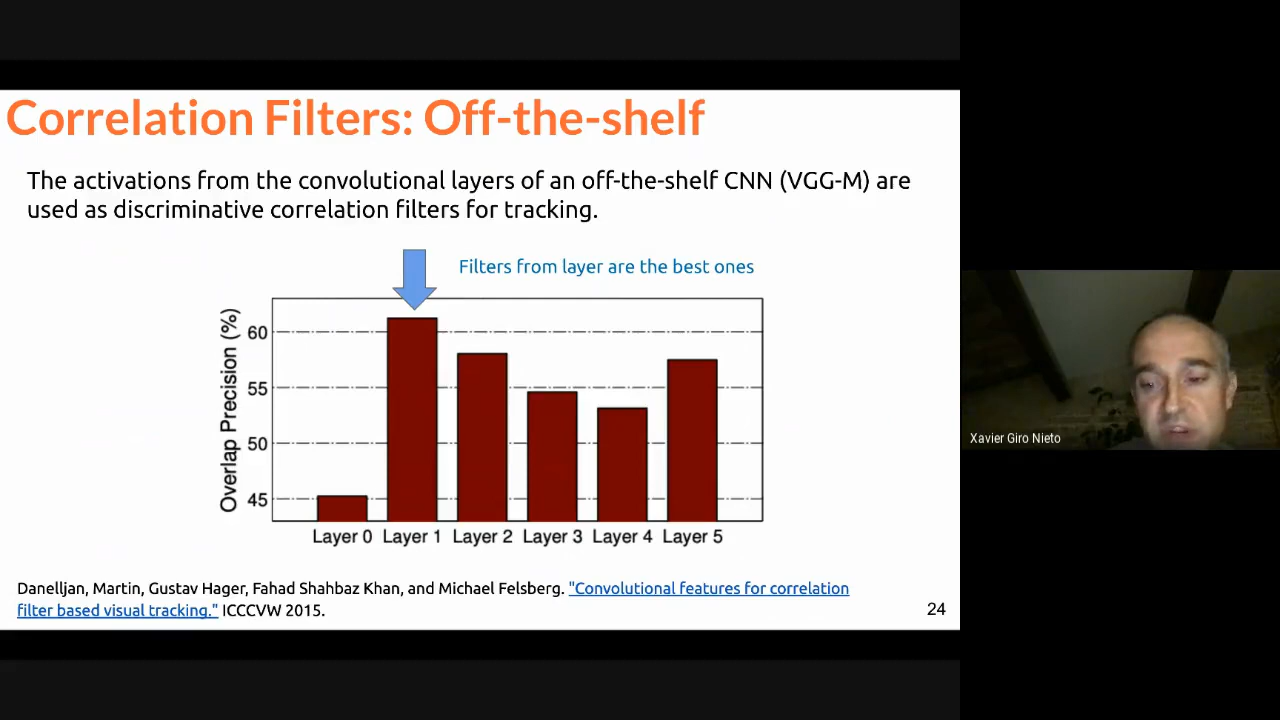 Correlation Filters: Off-the-shelf
The activations from the convolutional layers of an off-the-shelf CNN (VGG-M) are
used as discriminative correlation filters for tracking.
Filters from layer are the best ones
Overlap Precision (%)
60
55
50
45
Layer 0 Layer 1 Layer 2 Layer 3 Layer 4 Layer 5
Danelljan, Martin, Gustav Hager, Fahad Shahbaz Khan, and Michael Felsberg. "Convolutional features for correlation
filter based visual tracking." ICCCVW 2015.
24
Xavier Giro Nieto